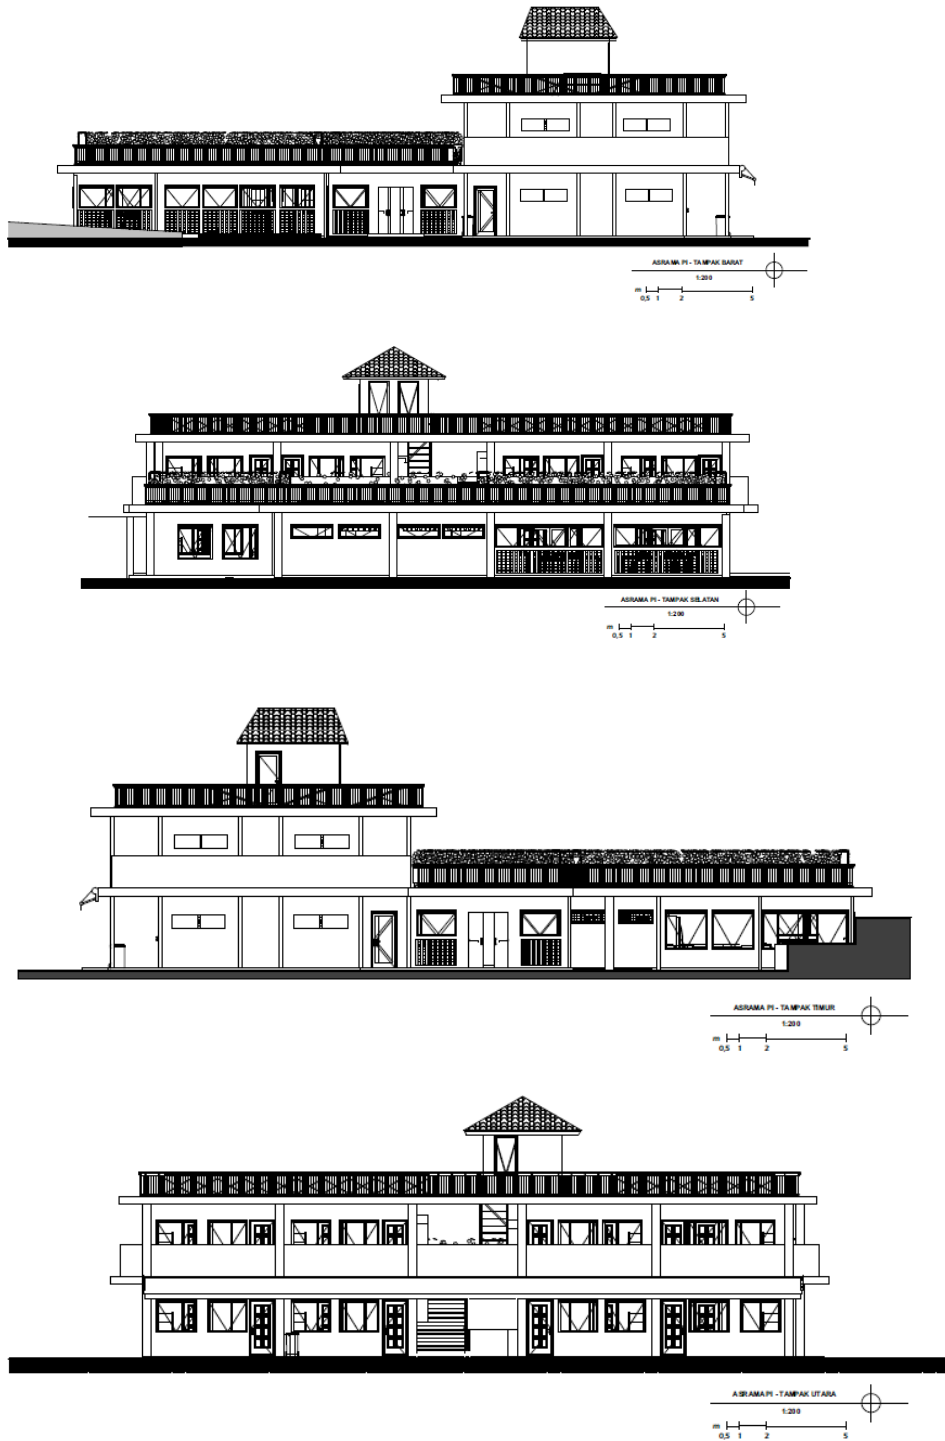 ASRAMA PI - TAMPAK BARAT
1:200
m
0,5 1 2 5
ASRAMA PI - TAMPAK SELATAN
1:200
m
0,5 1 2 5
ASRAMA PI - TAMPAK TIMUR
1:200
m
0,5 1 2 5
ASRAMA PI - TAMPAK UTARA
1:200
m
0,5 1 2 5